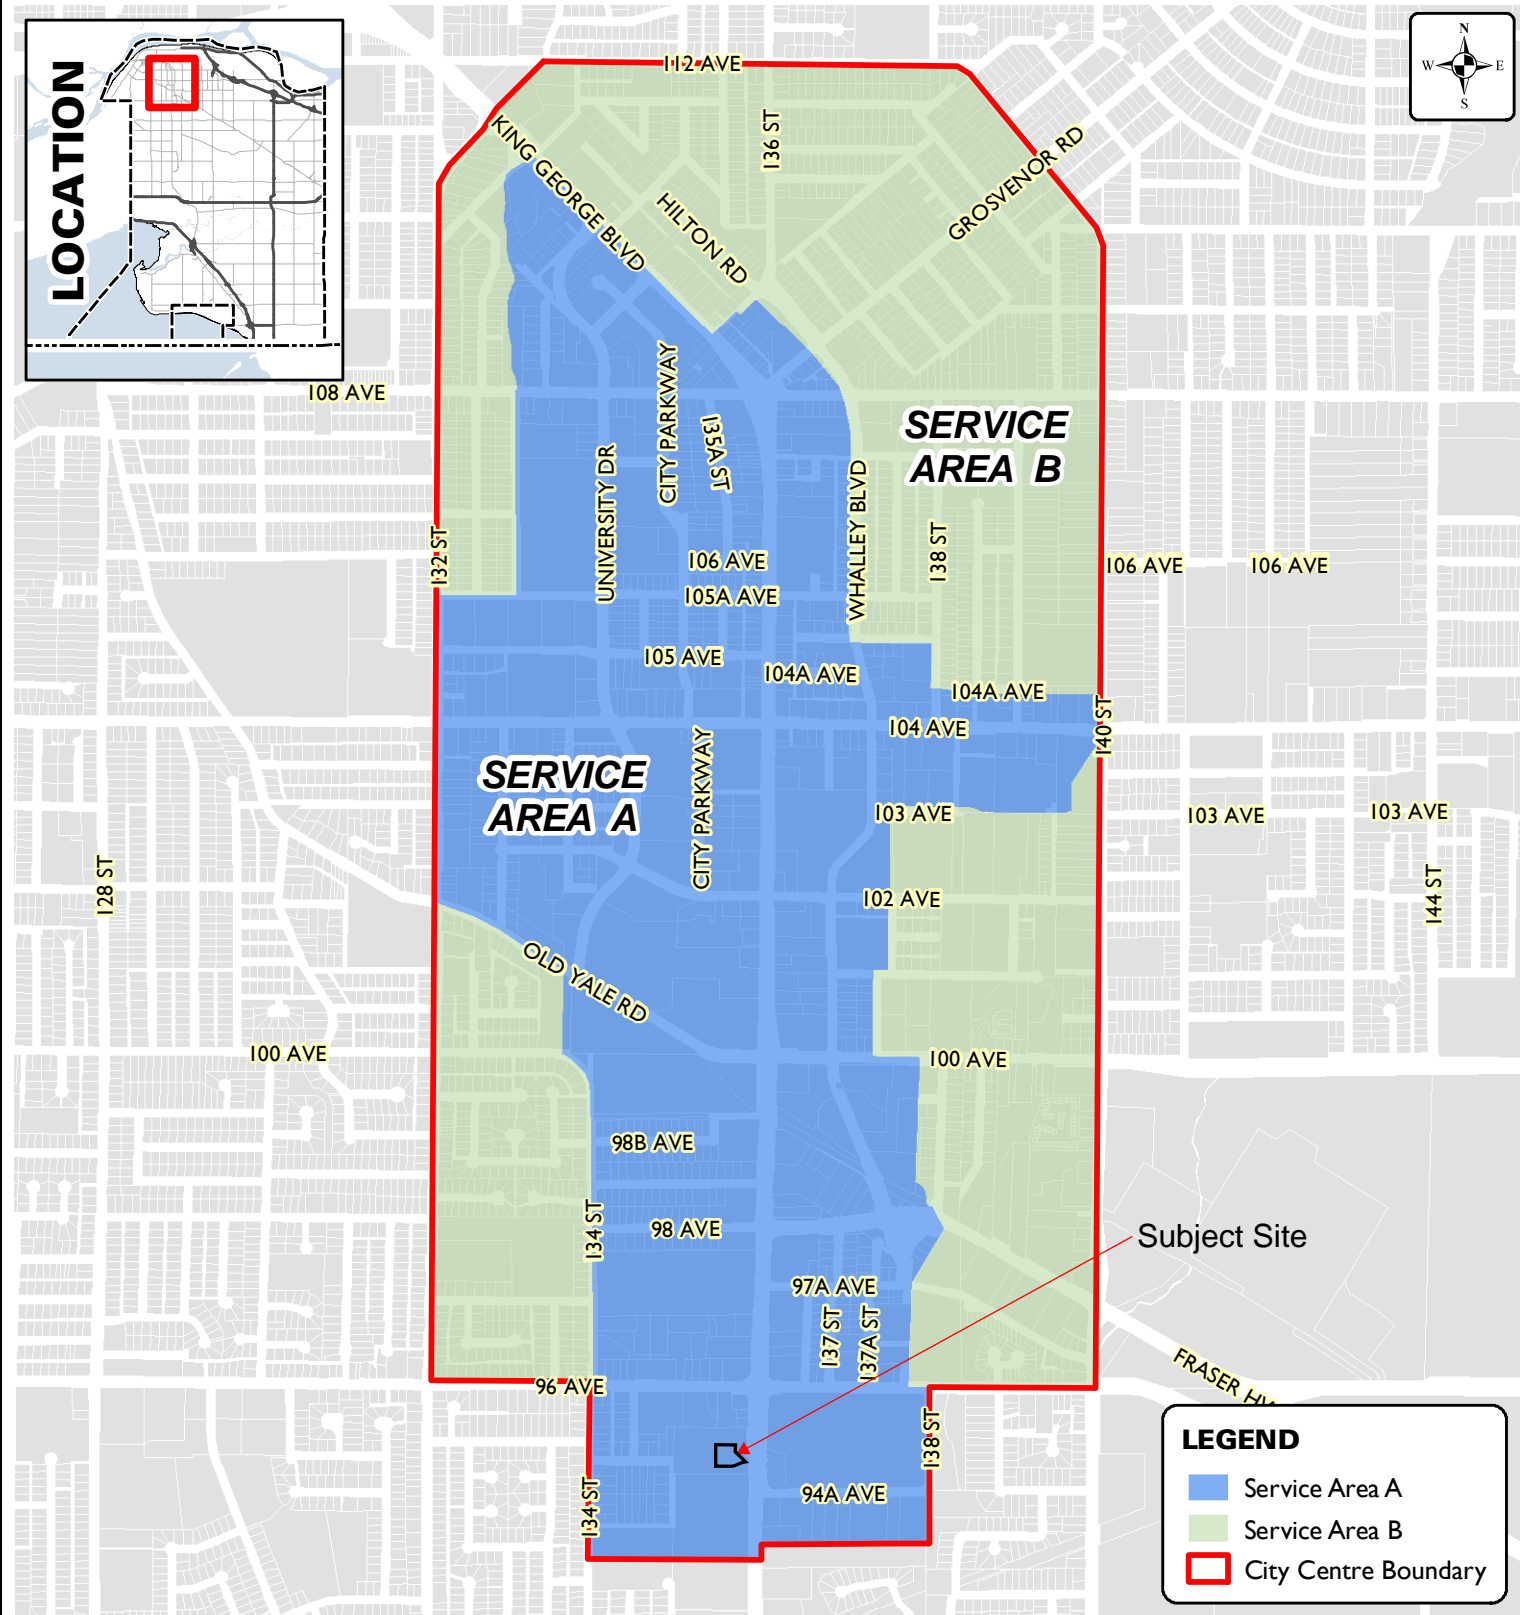 LOCATION
N
W
E
S
112 AVE
136 ST
KING GEORGE BLVD
HILTON RD
GROSVENOR RD
108 AVE
CITY PARKWAY
135A ST
UNIVERSITY DR
WHALLEY BLVD
SERVICE
AREA B
132 ST
138 ST
106 AVE
106 AVE
106 AVE
105A AVE
105 AVE
104A AVE
104A AVE
104 AVE
140 ST
CITY PARKWAY
SERVICE
AREA A
103 AVE
103 AVE
103 AVE
128 ST
102 AVE
144 ST
OLD YALE RD
100 AVE
100 AVE
98B AVE
134 ST
98 AVE
Subject Site
97A AVE
137 ST
137A ST
FRASER HW
96 AVE
138 ST
134 ST
94A AVE
LEGEND
Service Area A
Service Area B
City Centre Boundary